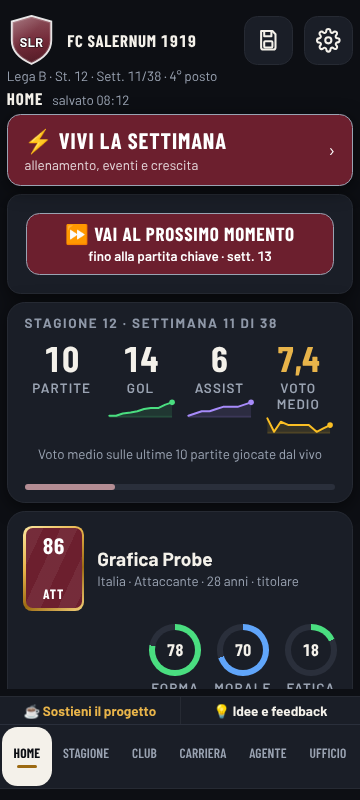 SLR
FC SALERNUM 1919
Lega B · St. 12 · Sett. 11/38 · 4° posto
HOME salvato 08:12
⚡ VIVI LA SETTIMANA
allenamento, eventi e crescita
›
⏩ VAI AL PROSSIMO MOMENTO
fino alla partita chiave · sett. 13
STAGIONE 12 · SETTIMANA 11 DI 38
10 14 6 7,4
PARTITE GOL ASSIST VOTO MEDIO
Voto medio sulle ultime 10 partite giocate dal vivo
86
ATT
Grafica Probe
Italia · Attaccante · 28 anni · titolare
78 70 18
FORMA MORALE FATICA
☕ Sostieni il progetto 💡 Idee e feedback
HOME STAGIONE CLUB CARRIERA AGENTE UFFICIO